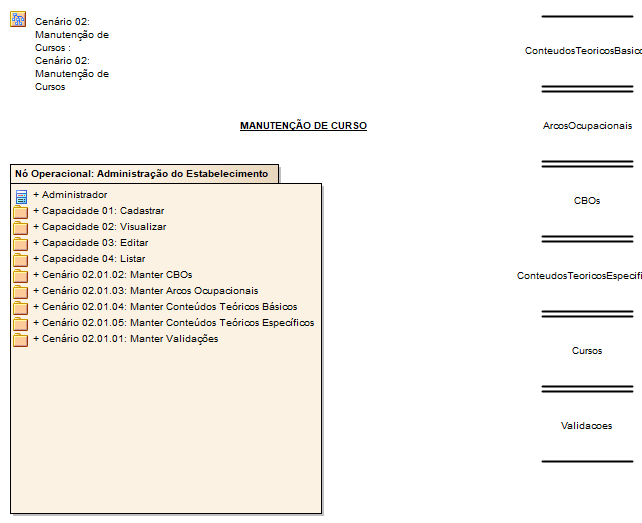 Cenário 02:
Manutenção de
Cursos :
Cenário 02:
Manutenção de
Cursos
MANUTENÇÃO DE CURSO
Nó Operacional: Administração do Estabelecimento
+ Administrador
+ Capacidade 01: Cadastrar
+ Capacidade 02: Visualizar
+ Capacidade 03: Editar
+ Capacidade 04: Listar
+ Cenário 02.01.02: Manter CBOs
+ Cenário 02.01.03: Manter Arcos Ocupacionais
+ Cenário 02.01.04: Manter Conteúdos Teóricos Básicos
+ Cenário 02.01.05: Manter Conteúdos Teóricos Específicos
+ Cenário 02.01.01: Manter Validações
ConteudosTeoricosBasico
ArcosOcupacionais
CBOs
ConteudosTeoricosEspecifi
Cursos
Validacoes